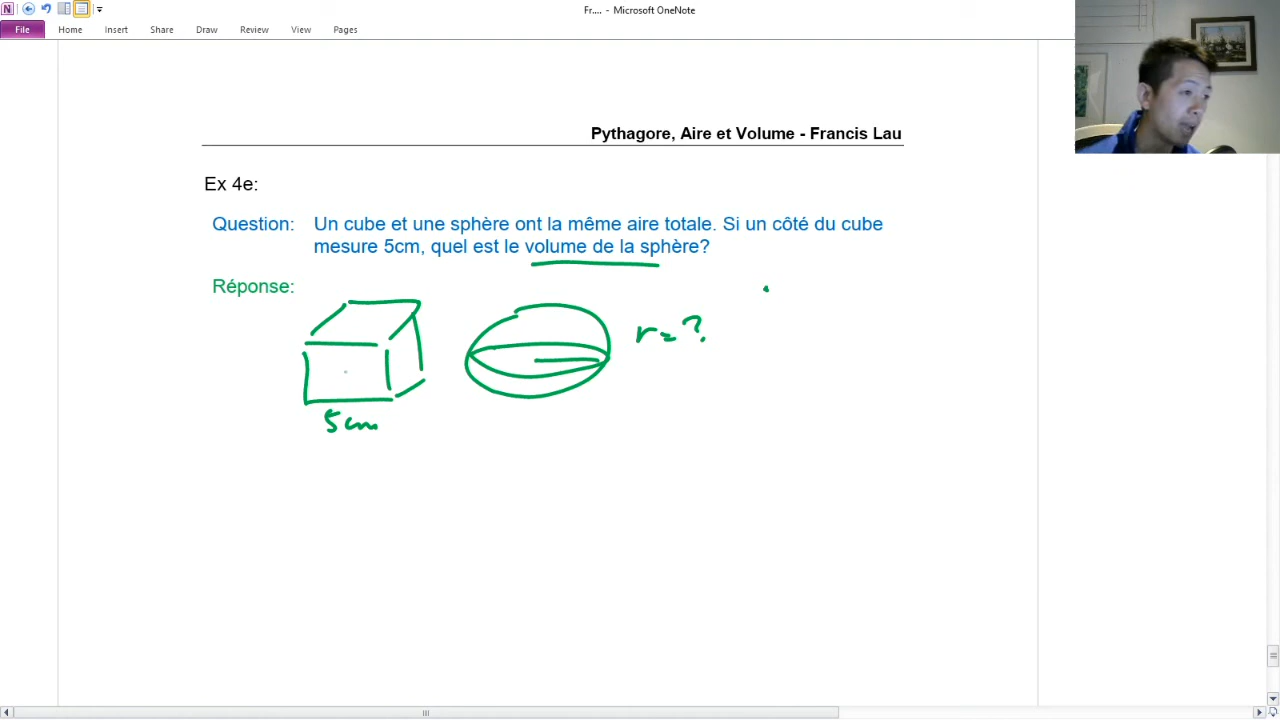 Fr.... - Microsoft OneNote
File Home Insert Share Draw Review View Pages
Pythagore, Aire et Volume - Francis Lau
Ex 4e:
Question: Un cube et une sphère ont la même aire totale. Si un côté du cube
mesure 5cm, quel est le volume de la sphère?
Réponse:
r=?
5cm